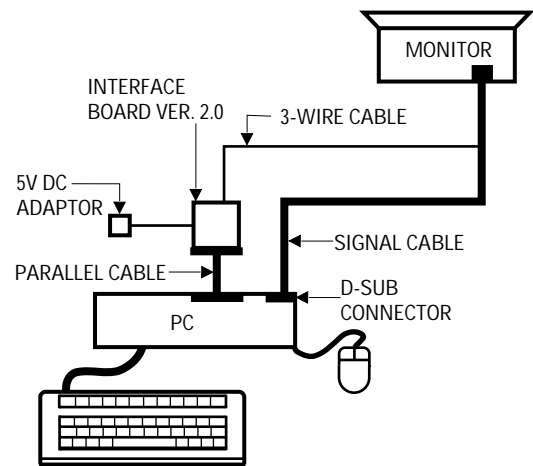 MONITOR
INTERFACE
BOARD VER. 2.0
3-WIRE CABLE
5V DC
ADAPTOR
SIGNAL CABLE
PARALLEL CABLE
D-SUB
CONNECTOR
PC